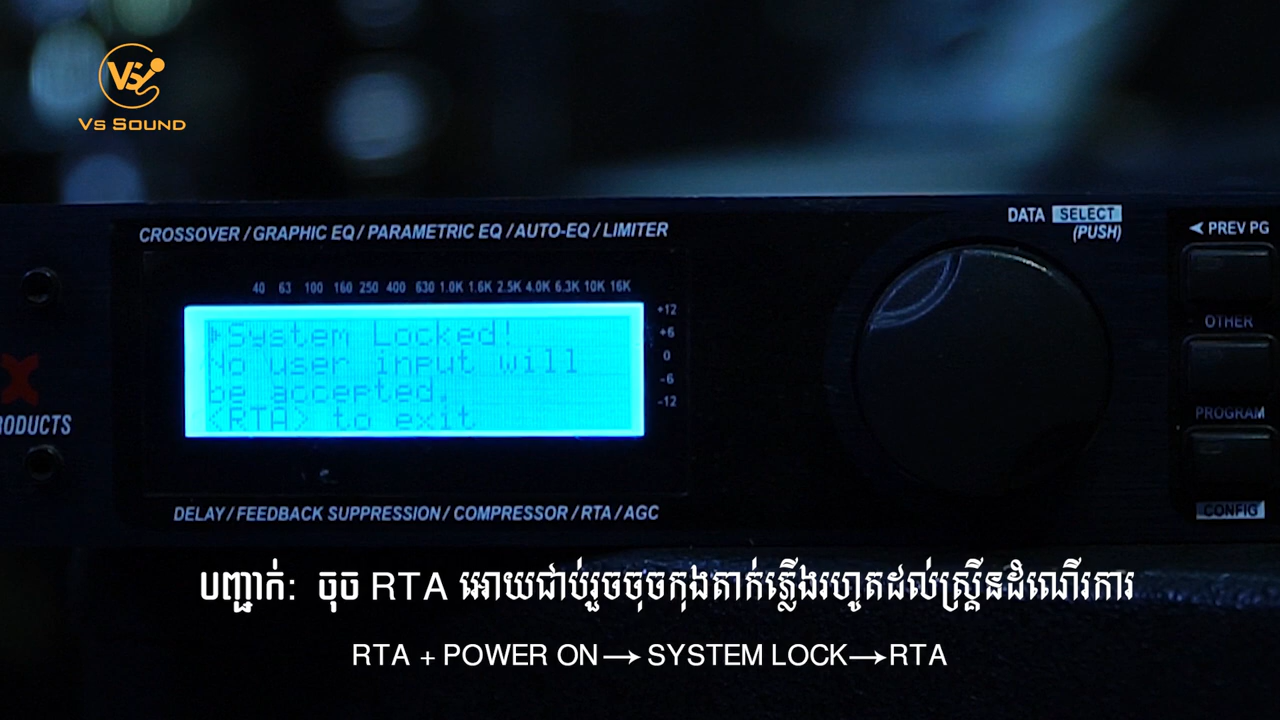 VS
VS SOUND
DATA SELECT
(PUSH)
PREV PG
CROSSOVER / GRAPHIC EQ / PARAMETRIC EQ / AUTO-EQ / LIMITER
40 63 100 160 250 400 630 1.0K 1.6K 2.5K 4.0K 6.3K 10K 16K
+12
+6
0
-6
-12
System Locked!
No user input will
be accepted.
<RTA> to exit
OTHER
PROGRAM
CONFIG
X
DELAY / FEEDBACK SUPPRESSION / COMPRESSOR / RTA / AGC
បញ្ជាក់: ចុច RTA អោយជាប់រួចចុចកុងតាក់ភ្លើងរហូតដល់ស្គ្រីនដំណើរការ
RTA + POWER ON→ SYSTEM LOCK→RTA